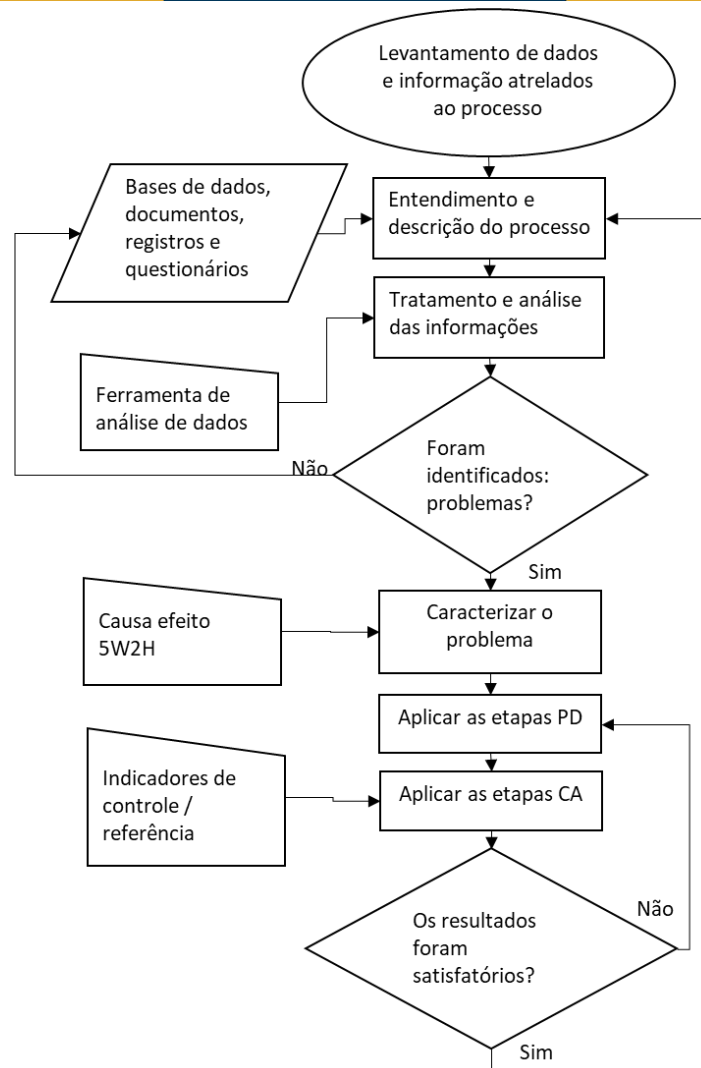 Levantamento de dados
e informação atrelados
ao processo
Bases de dados,
documentos,
registros e
questionários
Entendimento e
descrição do processo
Tratamento e análise
das informações
Ferramenta de
análise de dados
Foram
identificados:
problemas?
Não
Sim
Causa efeito
5W2H
Caracterizar o
problema
Aplicar as etapas PD
Indicadores de
controle /
referência
Aplicar as etapas CA
Os resultados
foram
satisfatórios?
Não
Sim